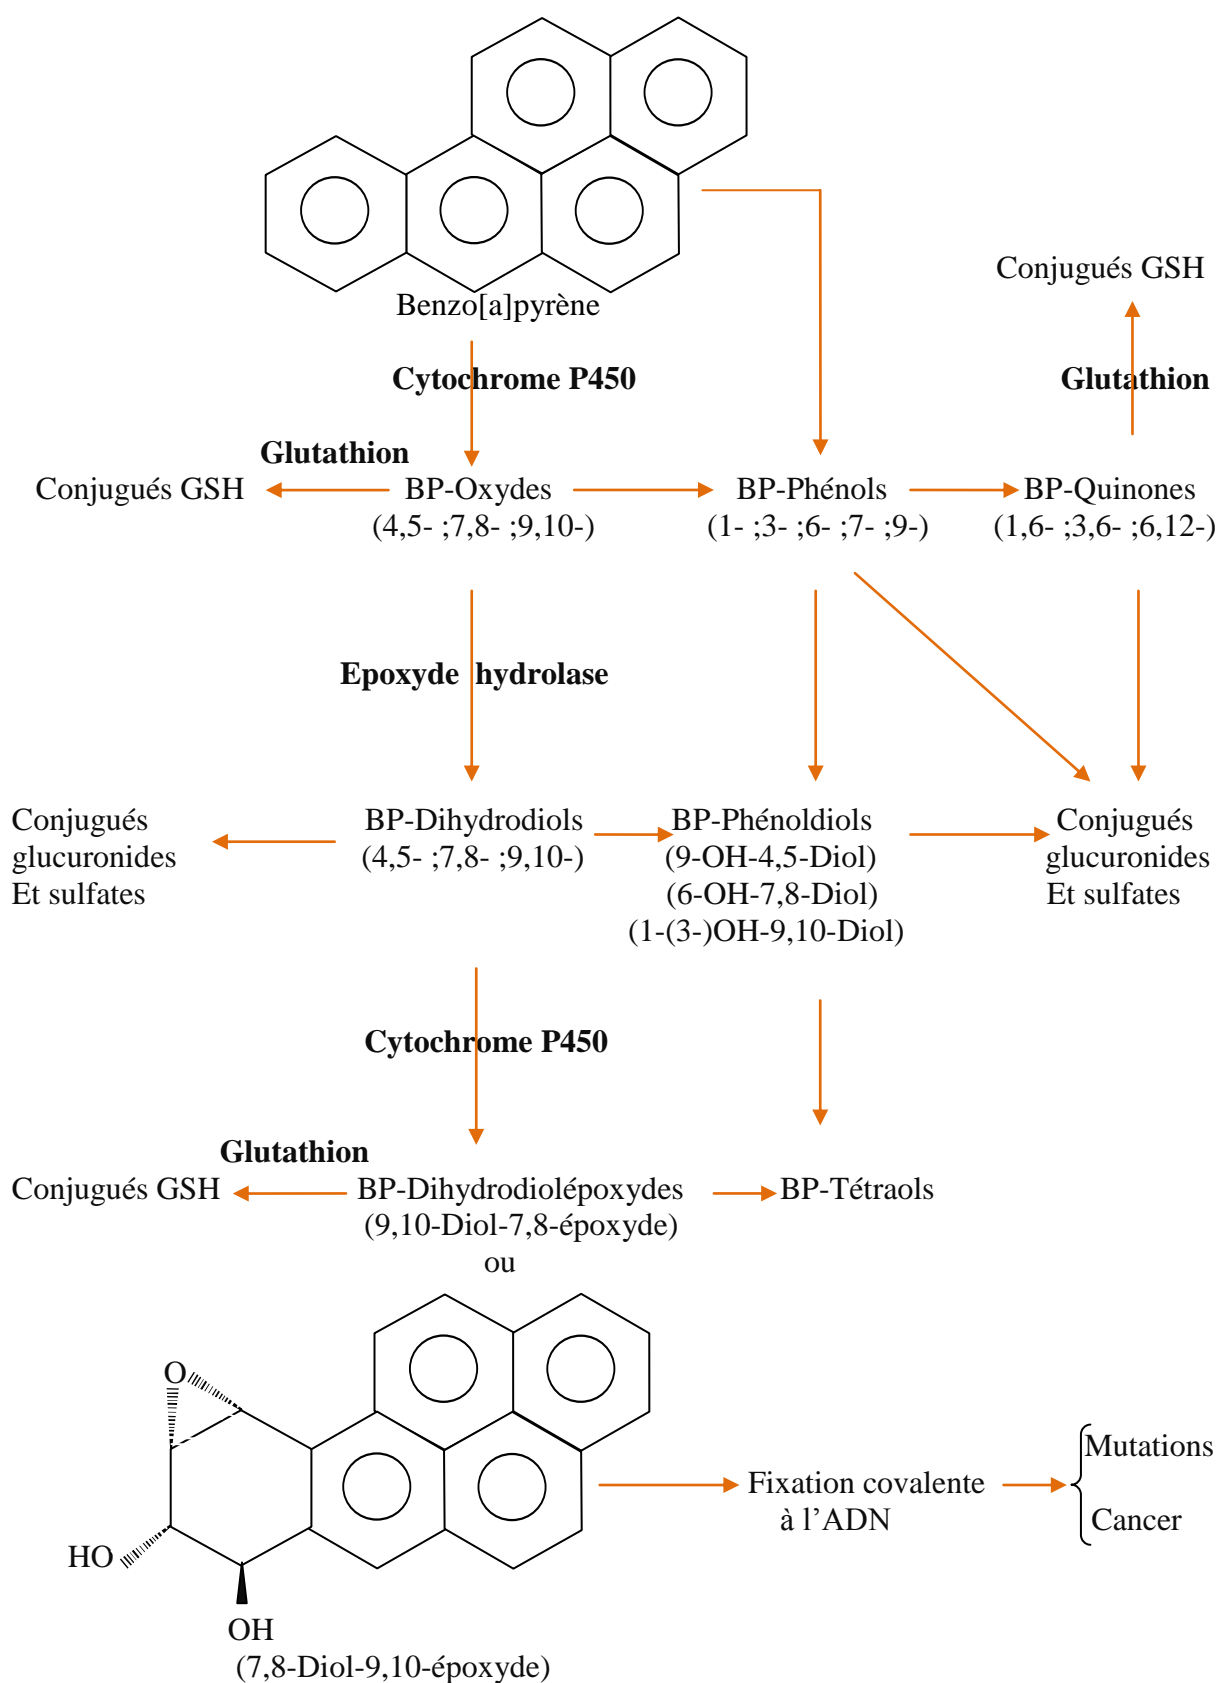 Benzo[a]pyrène
Conjugués GSH
Cytochrome P450
Glutathion
Glutathion
Conjugués GSH
BP-Oxydes
(4,5- ;7,8- ;9,10-)
BP-Phénols
(1- ;3- ;6- ;7- ;9-)
BP-Quinones
(1,6- ;3,6- ;6,12-)
Epoxyde hydrolase
Conjugués
glucuronides
Et sulfates
BP-Dihydrodiols
(4,5- ;7,8- ;9,10-)
BP-Phénoldiols
(9-OH-4,5-Diol)
(6-OH-7,8-Diol)
(1-(3-)OH-9,10-Diol)
Conjugués
glucuronides
Et sulfates
Cytochrome P450
Glutathion
Conjugués GSH
BP-Dihydrodiolépoxydes
(9,10-Diol-7,8-époxyde)
ou
BP-Tétraols
O
HO
OH
(7,8-Diol-9,10-époxyde)
Fixation covalente
à l'ADN
Mutations
Cancer